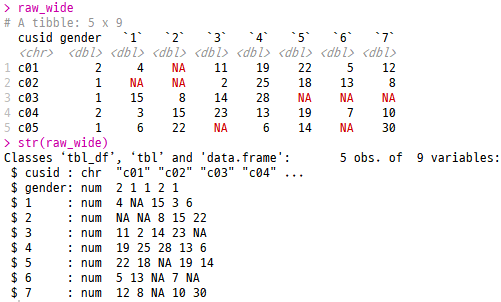 > raw_wide
# A tibble: 5 x 9
  cusid gender   `1`   `2`   `3`   `4`   `5`   `6`   `7`
  <chr>  <dbl> <dbl> <dbl> <dbl> <dbl> <dbl> <dbl> <dbl>
1 c01        2     4    NA    11    19    22     5    12
2 c02        1    NA    NA     2    25    18    13     8
3 c03        1    15     8    14    28    NA    NA    NA
4 c04        2     3    15    23    13    19     7    10
5 c05        1     6    22    NA     6    14    NA    30
> str(raw_wide)
Classes ‘tbl_df’, ‘tbl’ and 'data.frame':	5 obs. of  9 variables:
 $ cusid : chr  "c01" "c02" "c03" "c04" ...
 $ gender: num  2 1 1 2 1
 $ 1     : num  4 NA 15 3 6
 $ 2     : num  NA NA 8 15 22
 $ 3     : num  11 2 14 23 NA
 $ 4     : num  19 25 28 13 6
 $ 5     : num  22 18 NA 19 14
 $ 6     : num  5 13 NA 7 NA
 $ 7     : num  12 8 NA 10 30